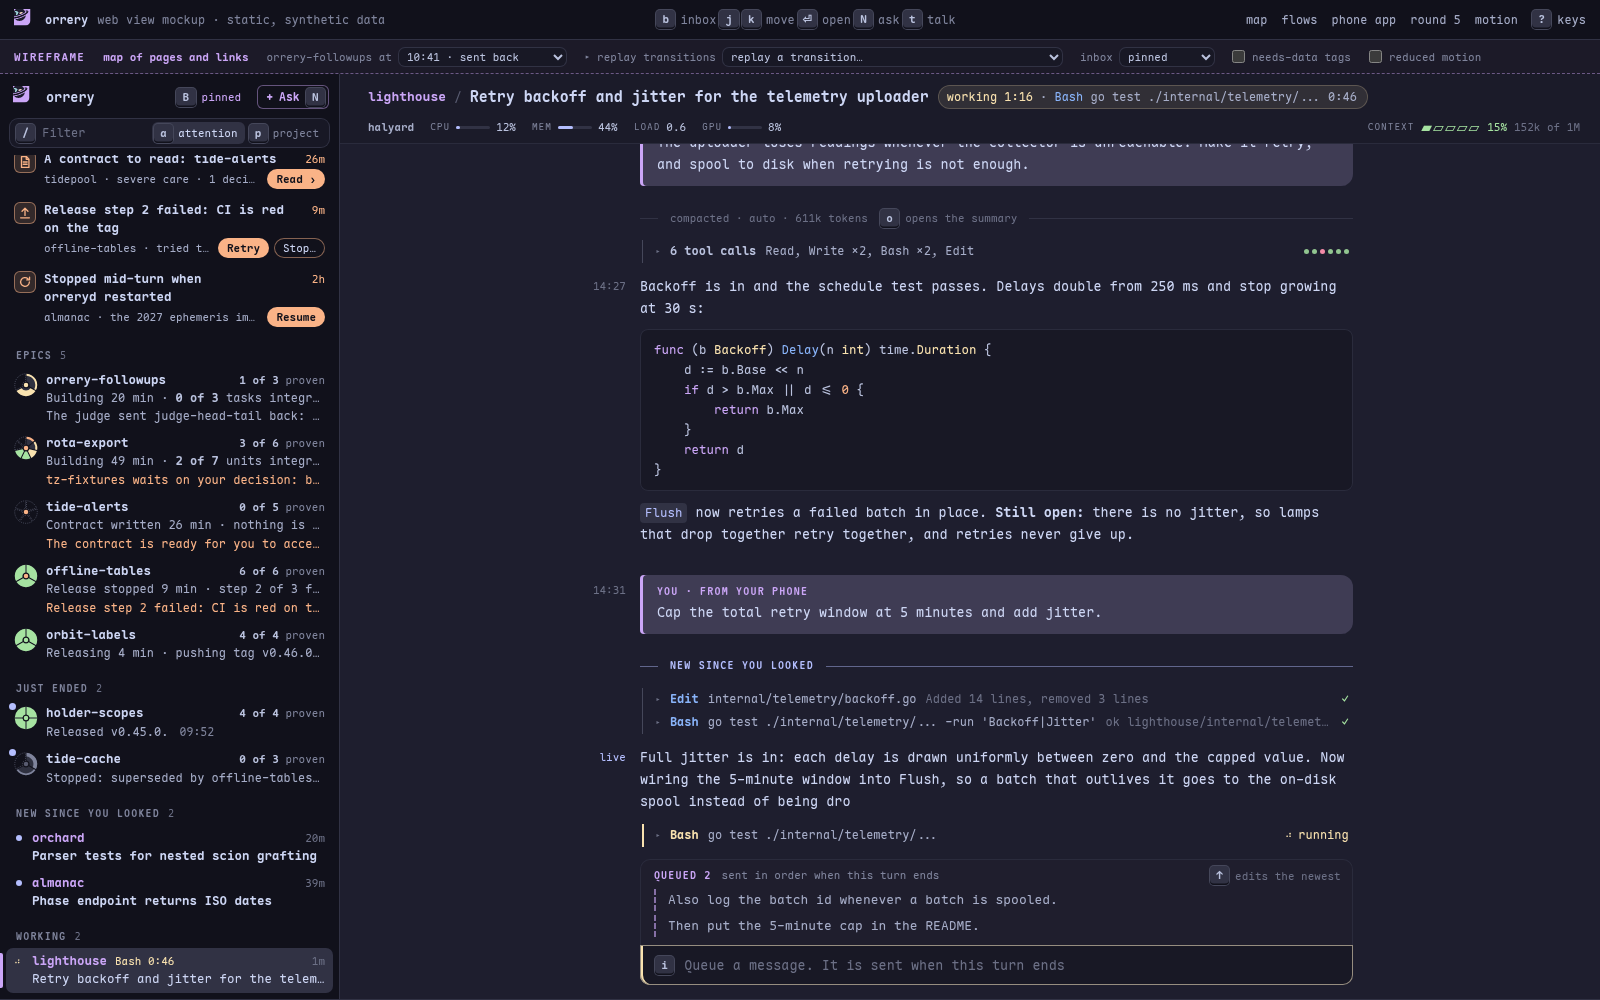 orrery web view mockup · static, synthetic data
b inbox j k move ⏎ open N ask t talk
map flows phone app round 5 motion ? keys
WIREFRAME map of pages and links orrery-followups at 10:41 · sent back ▸ replay transitions replay a transition… inbox pinned needs-data tags reduced motion
orrery B pinned + Ask N
/ Filter a attention p project
A contract to read: tide-alerts 26m
tidepool · severe care · 1 deci… Read ›
Release step 2 failed: CI is red 9m
on the tag
offline-tables · tried t… Retry Stop…
Stopped mid-turn when 2h
orreryd restarted
almanac · the 2027 ephemeris im… Resume
EPICS 5
orrery-followups 1 of 3 proven
Building 20 min · 0 of 3 tasks integr…
The judge sent judge-head-tail back: …
rota-export 3 of 6 proven
Building 49 min · 2 of 7 units integr…
tz-fixtures waits on your decision: b…
tide-alerts 0 of 5 proven
Contract written 26 min · nothing is …
The contract is ready for you to acce…
offline-tables 6 of 6 proven
Release stopped 9 min · step 2 of 3 f…
Release step 2 failed: CI is red on t…
orbit-labels 4 of 4 proven
Releasing 4 min · pushing tag v0.46.0…
JUST ENDED 2
holder-scopes 4 of 4 proven
Released v0.45.0. 09:52
tide-cache 0 of 3 proven
Stopped: superseded by offline-tables…
NEW SINCE YOU LOOKED 2
orchard 20m
Parser tests for nested scion grafting
almanac 39m
Phase endpoint returns ISO dates
WORKING 2
lighthouse Bash 0:46 1m
Retry backoff and jitter for the telem…
lighthouse / Retry backoff and jitter for the telemetry uploader working 1:16 · Bash go test ./internal/telemetry/... 0:46
halyard CPU 12% MEM 44% LOAD 0.6 GPU 8% CONTEXT 15% 152k of 1M
The uploader loses readings whenever the collector is unreachable. Make it retry,
and spool to disk when retrying is not enough.
compacted · auto · 611k tokens o opens the summary
▸ 6 tool calls Read, Write ×2, Bash ×2, Edit
14:27 Backoff is in and the schedule test passes. Delays double from 250 ms and stop growing
at 30 s:
func (b Backoff) Delay(n int) time.Duration {
d := b.Base << n
if d > b.Max || d <= 0 {
return b.Max
}
return d
}
Flush now retries a failed batch in place. Still open: there is no jitter, so lamps
that drop together retry together, and retries never give up.
14:31 YOU · FROM YOUR PHONE
Cap the total retry window at 5 minutes and add jitter.
NEW SINCE YOU LOOKED
▸ Edit internal/telemetry/backoff.go Added 14 lines, removed 3 lines ✓
▸ Bash go test ./internal/telemetry/... -run 'Backoff|Jitter' ok lighthouse/internal/telemet… ✓
live Full jitter is in: each delay is drawn uniformly between zero and the capped value. Now
wiring the 5-minute window into Flush, so a batch that outlives it goes to the on-disk
spool instead of being dro
▸ Bash go test ./internal/telemetry/... running
QUEUED 2 sent in order when this turn ends ↑ edits the newest
Also log the batch id whenever a batch is spooled.
Then put the 5-minute cap in the README.
i Queue a message. It is sent when this turn ends